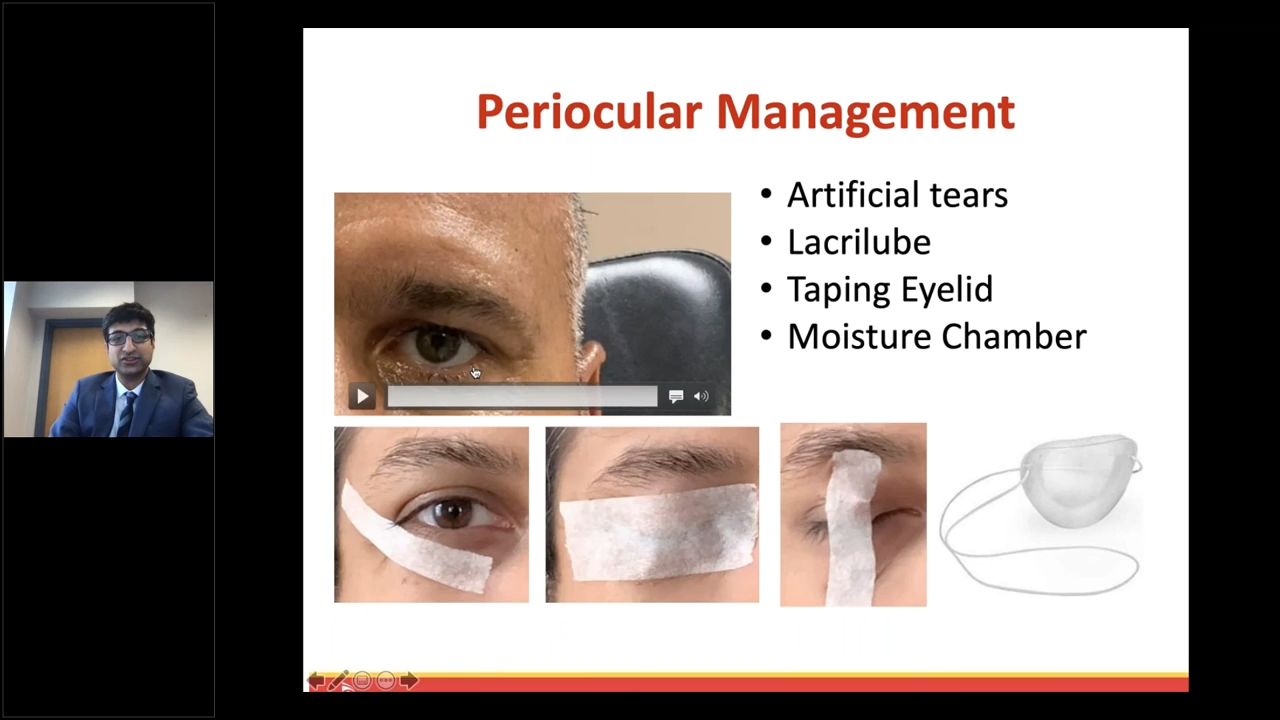 Periocular Management
• Artificial tears
• Lacrilube
• Taping Eyelid
• Moisture Chamber